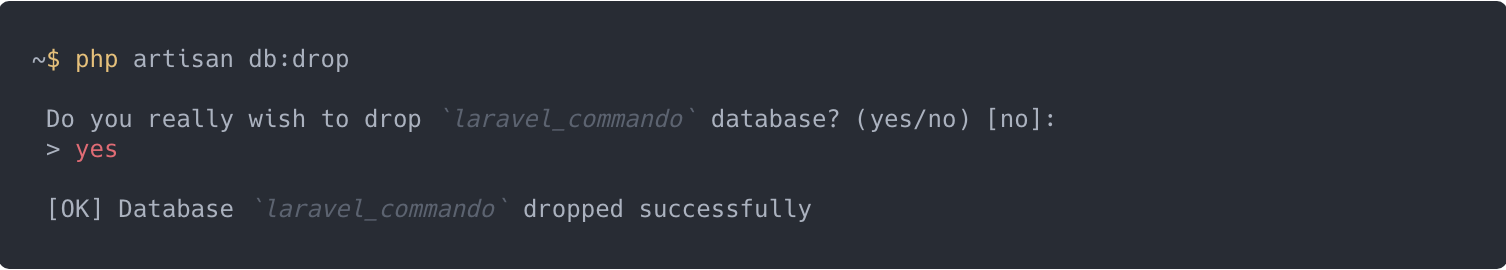 ~$ php artisan db:drop
Do you really wish to drop `laravel_commando` database? (yes/no) [no]:
> yes
[OK] Database `laravel_commando` dropped successfully